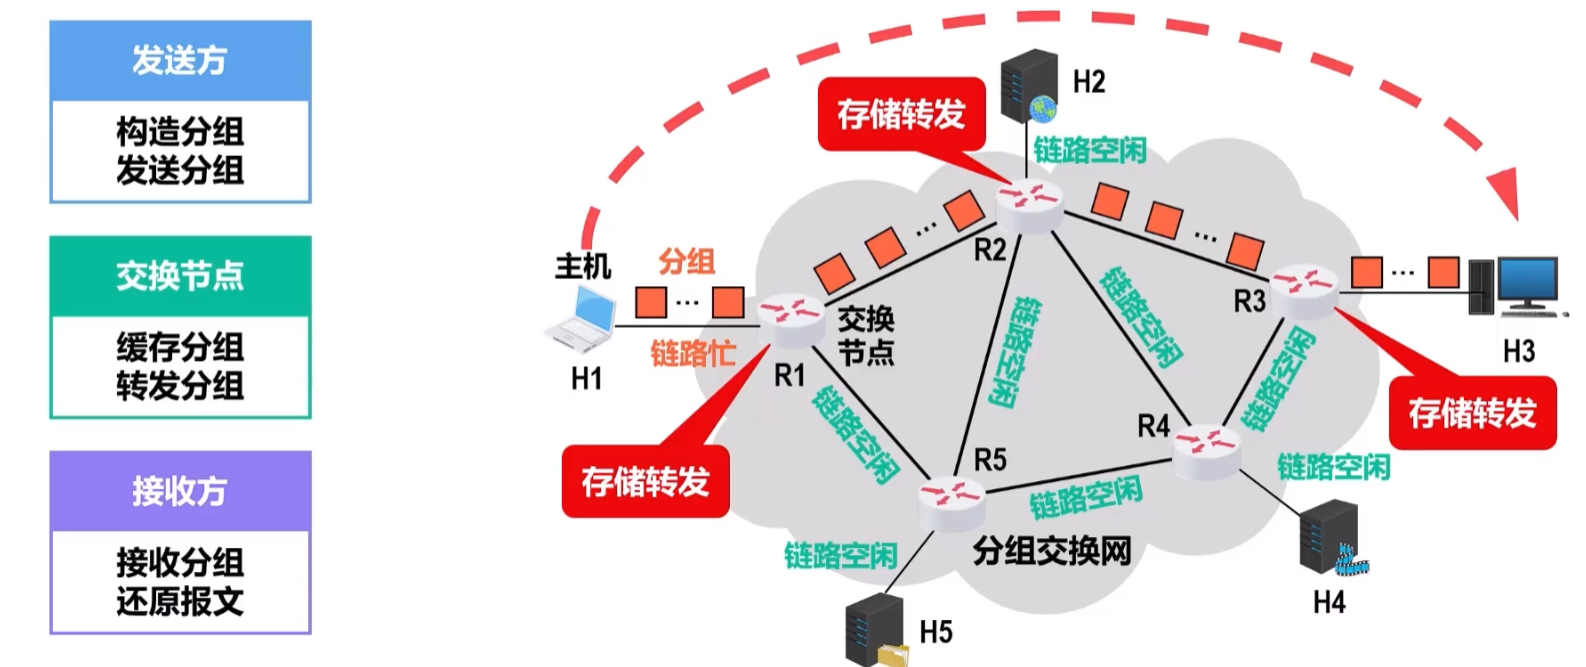 发送方
构造分组
发送分组
交换节点
缓存分组
转发分组
接收方
接收分组
还原报文
H2
存储转发
链路空闲
R2
主机
分组
...
...
...
...
链路忙
H1
R1
交换
节点
R3
H3
存储转发
链路空闲
链路空闲
链路空闲
链路空闲
存储转发
R4
R5
链路空闲
链路空闲
分组交换网
链路空闲
H4
H5